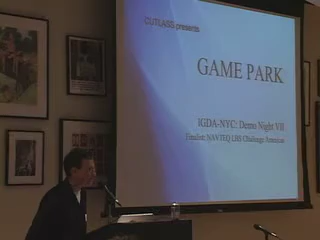 CUTLASS presents
GAME PARK
IGDA-NYC: Demo Night VII
Finalist: NAVTEQ LBS Challenge Americas